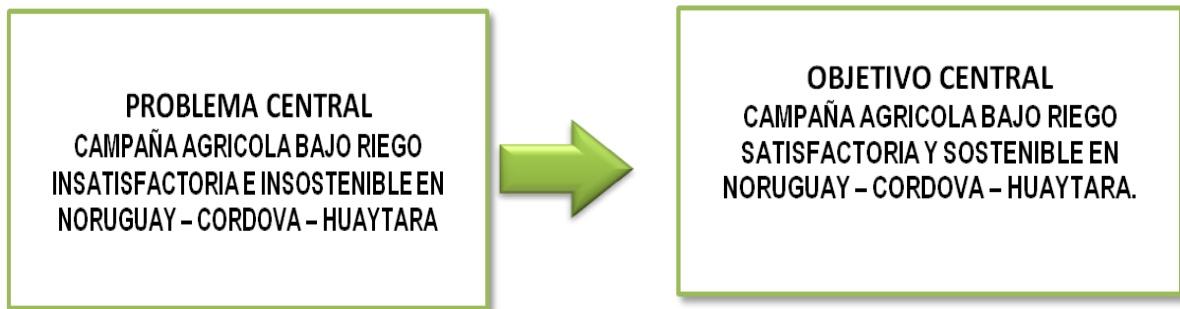 PROBLEMA CENTRAL
CAMPAÑA AGRICOLA BAJO RIEGO
INSATISFACTORIA E INSOSTENIBLE EN
NORUGUAY – CORDOVA – HUAYTARA
OBJETIVO CENTRAL
CAMPAÑA AGRICOLA BAJO RIEGO
SATISFACTORIA Y SOSTENIBLE EN
NORUGUAY – CORDOVA – HUAYTARA.